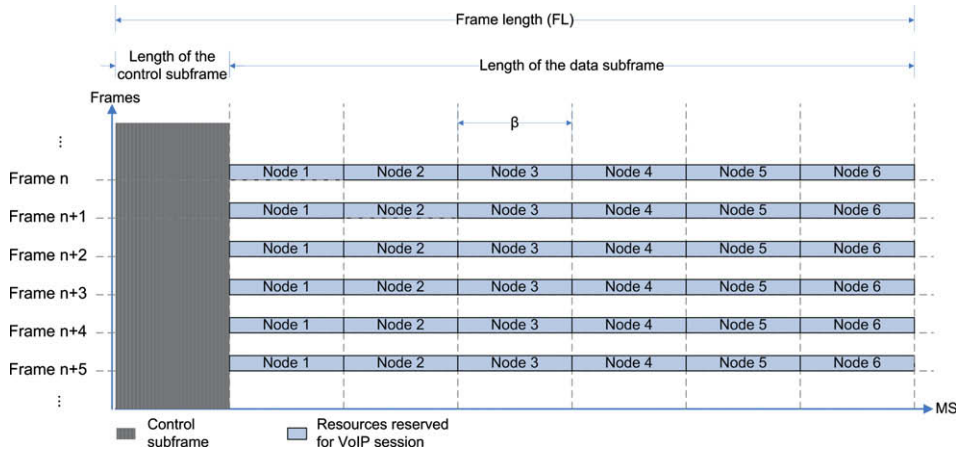 Frame length (FL)
Length of the
control subframe
Length of the data subframe
Frames
β
...
Frame n
Node 1 Node 2 Node 3 Node 4 Node 5 Node 6
Frame n+1
Node 1 Node 2 Node 3 Node 4 Node 5 Node 6
Frame n+2
Node 1 Node 2 Node 3 Node 4 Node 5 Node 6
Frame n+3
Node 1 Node 2 Node 3 Node 4 Node 5 Node 6
Frame n+4
Node 1 Node 2 Node 3 Node 4 Node 5 Node 6
Frame n+5
Node 1 Node 2 Node 3 Node 4 Node 5 Node 6
...
MS
Control
subframe
Resources reserved
for VoIP session